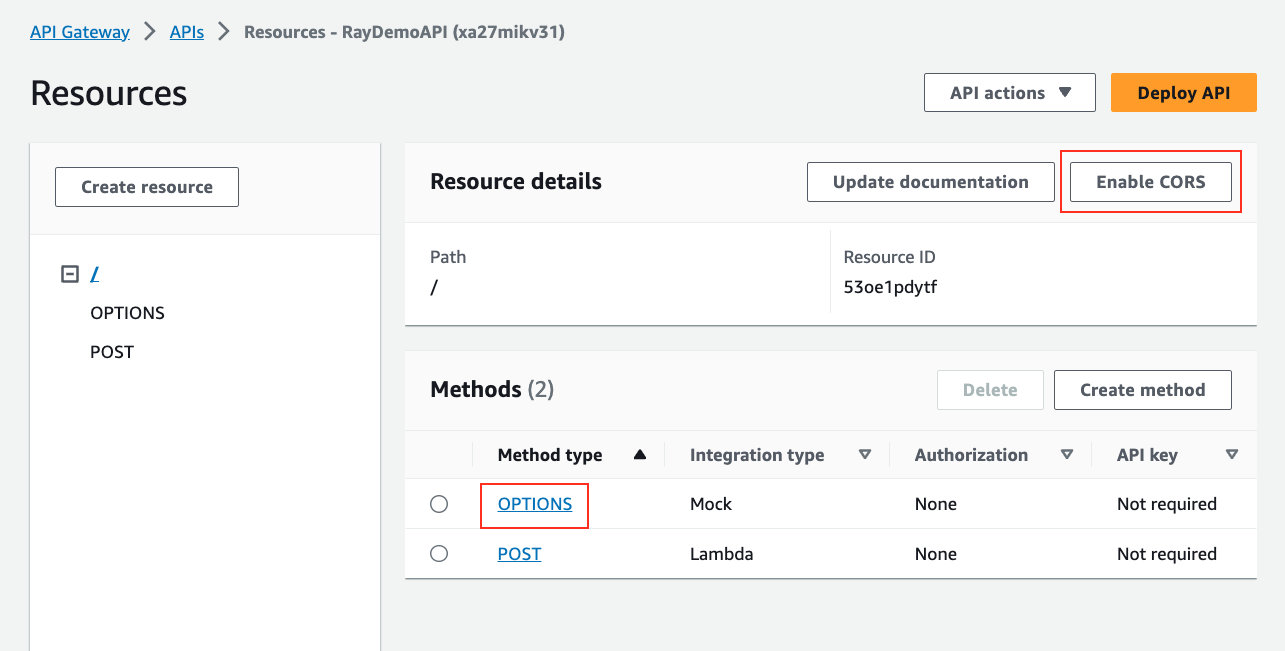 API Gateway > APIs > Resources - RayDemoAPI (xa27mikv31)
Resources
API actions ▼
Deploy API
Create resource
/
OPTIONS
POST
Resource details
Update documentation
Enable CORS
Path
/
Resource ID
53oe1pdytf
Methods (2)
Delete
Create method
Method type ▲ Integration type ▽ Authorization ▽ API key ▽
OPTIONS Mock None Not required
POST Lambda None Not required